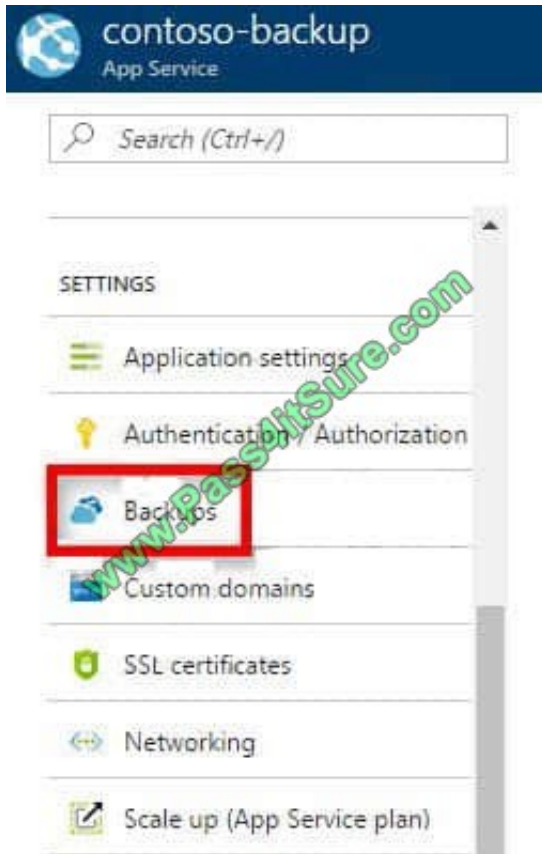 contoso-backup
App Service
Search (Ctrl+/)
SETTINGS
Application settings
Authentication / Authorization
Backups
Custom domains
SSL certificates
Networking
Scale up (App Service plan)
www.Pass4itSure.com